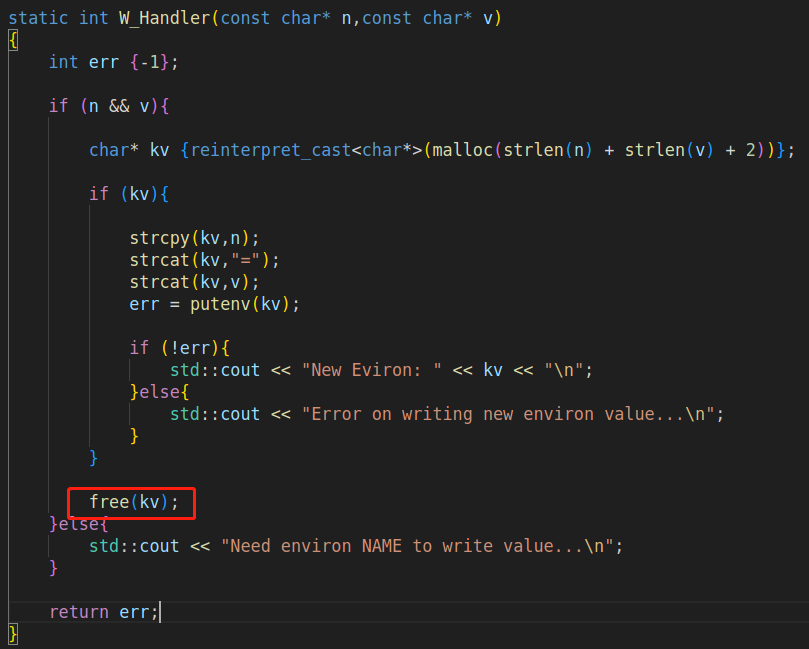 static int W_Handler(const char* n,const char* v)
{
    int err {-1};
    if (n && v){
        char* kv {reinterpret_cast<char*>(malloc(strlen(n) + strlen(v) + 2))};
        if (kv){
            strcpy(kv,n);
            strcat(kv,"=");
            strcat(kv,v);
            err = putenv(kv);
            if (!err){
                std::cout << "New Eviron: " << kv << "\n";
            }else{
                std::cout << "Error on writing new environ value...\n";
            }
        }
        free(kv);
    }else{
        std::cout << "Need environ NAME to write value...\n";
    }
    return err;
}